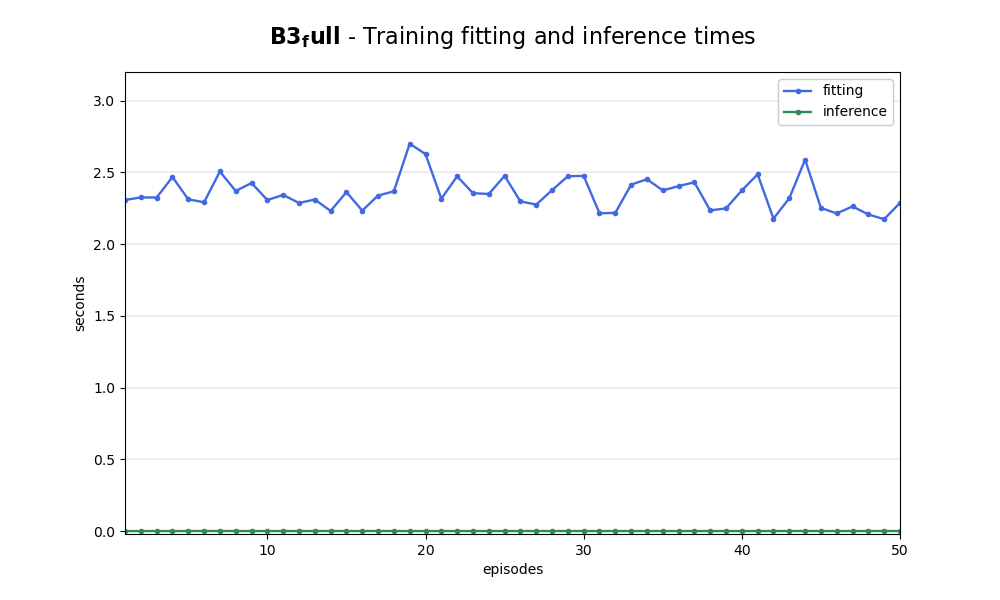 B3full - Training fitting and inference times
fitting
inference
3.0
2.5
2.0
1.5
1.0
0.5
0.0
seconds
10 20 30 40 50
episodes